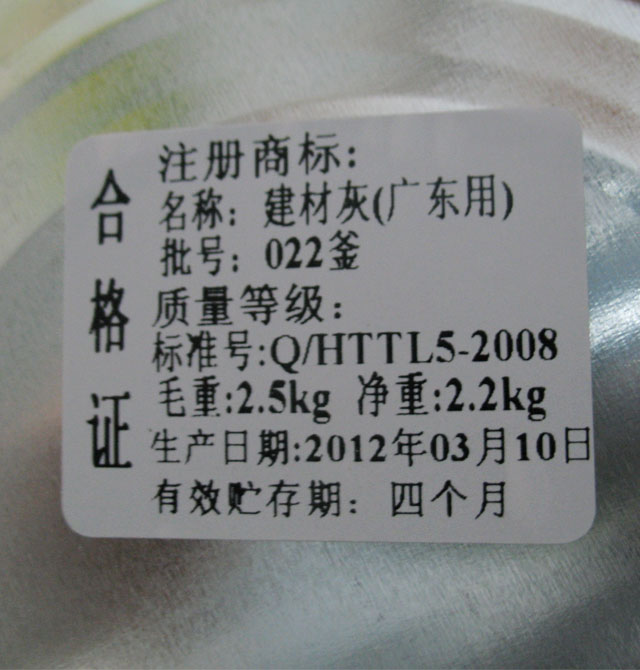 合格证
注册商标:
名称: 建材灰(广东用)
批号: 022釜
质量等级:
标准号:Q/HTTL5-2008
毛重:2.5kg 净重:2.2kg
生产日期:2012年03月10日
有效贮存期: 四个月